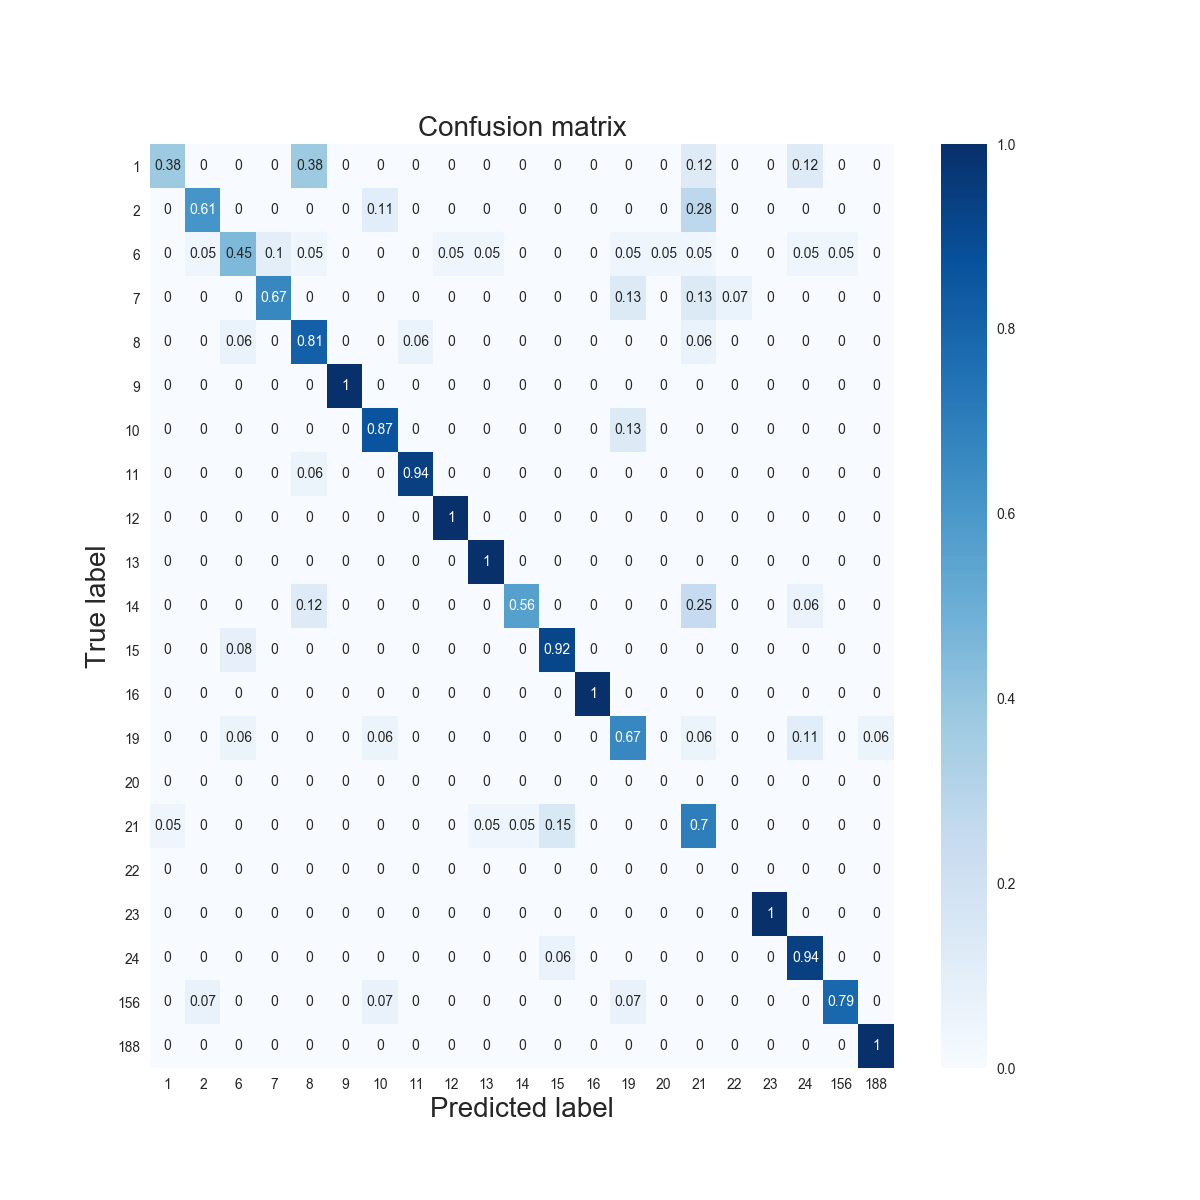 Confusion matrix
1 0.38 0 0 0 0.38 0 0 0 0 0 0 0 0 0 0 0.12 0 0 0.12 0 0
2 0 0.61 0 0 0 0 0.11 0 0 0 0 0 0 0 0 0.28 0 0 0 0 0
6 0 0.05 0.45 0.1 0.05 0 0 0 0.05 0.05 0 0 0 0.05 0.05 0.05 0 0 0.05 0.05 0
7 0 0 0 0.67 0 0 0 0 0 0 0 0 0 0.13 0 0.13 0.07 0 0 0 0
8 0 0 0.06 0 0.81 0 0 0.06 0 0 0 0 0 0 0 0.06 0 0 0 0 0
9 0 0 0 0 0 1 0 0 0 0 0 0 0 0 0 0 0 0 0 0 0
10 0 0 0 0 0 0 0.87 0 0 0 0 0 0 0.13 0 0 0 0 0 0 0
11 0 0 0 0 0.06 0 0 0.94 0 0 0 0 0 0 0 0 0 0 0 0 0
12 0 0 0 0 0 0 0 0 1 0 0 0 0 0 0 0 0 0 0 0 0
13 0 0 0 0 0 0 0 0 0 1 0 0 0 0 0 0 0 0 0 0 0
14 0 0 0 0 0.12 0 0 0 0 0 0.56 0 0 0 0 0.25 0 0 0.06 0 0
15 0 0 0.08 0 0 0 0 0 0 0 0 0.92 0 0 0 0 0 0 0 0 0
16 0 0 0 0 0 0 0 0 0 0 0 0 1 0 0 0 0 0 0 0 0
19 0 0 0.06 0 0 0 0.06 0 0 0 0 0 0 0.67 0 0.06 0 0 0.11 0 0.06
20 0 0 0 0 0 0 0 0 0 0 0 0 0 0 0 0 0 0 0 0 0
21 0.05 0 0 0 0 0 0 0 0 0.05 0.05 0.15 0 0 0 0.7 0 0 0 0 0
22 0 0 0 0 0 0 0 0 0 0 0 0 0 0 0 0 0 0 0 0 0
23 0 0 0 0 0 0 0 0 0 0 0 0 0 0 0 0 0 1 0 0 0
24 0 0 0 0 0 0 0 0 0 0 0 0.06 0 0 0 0 0 0 0.94 0 0
156 0 0.07 0 0 0 0 0.07 0 0 0 0 0 0 0.07 0 0 0 0 0 0.79 0
188 0 0 0 0 0 0 0 0 0 0 0 0 0 0 0 0 0 0 0 0 1
1 2 6 7 8 9 10 11 12 13 14 15 16 19 20 21 22 23 24 156 188
Predicted label
True label
1.0
0.8
0.6
0.4
0.2
0.0